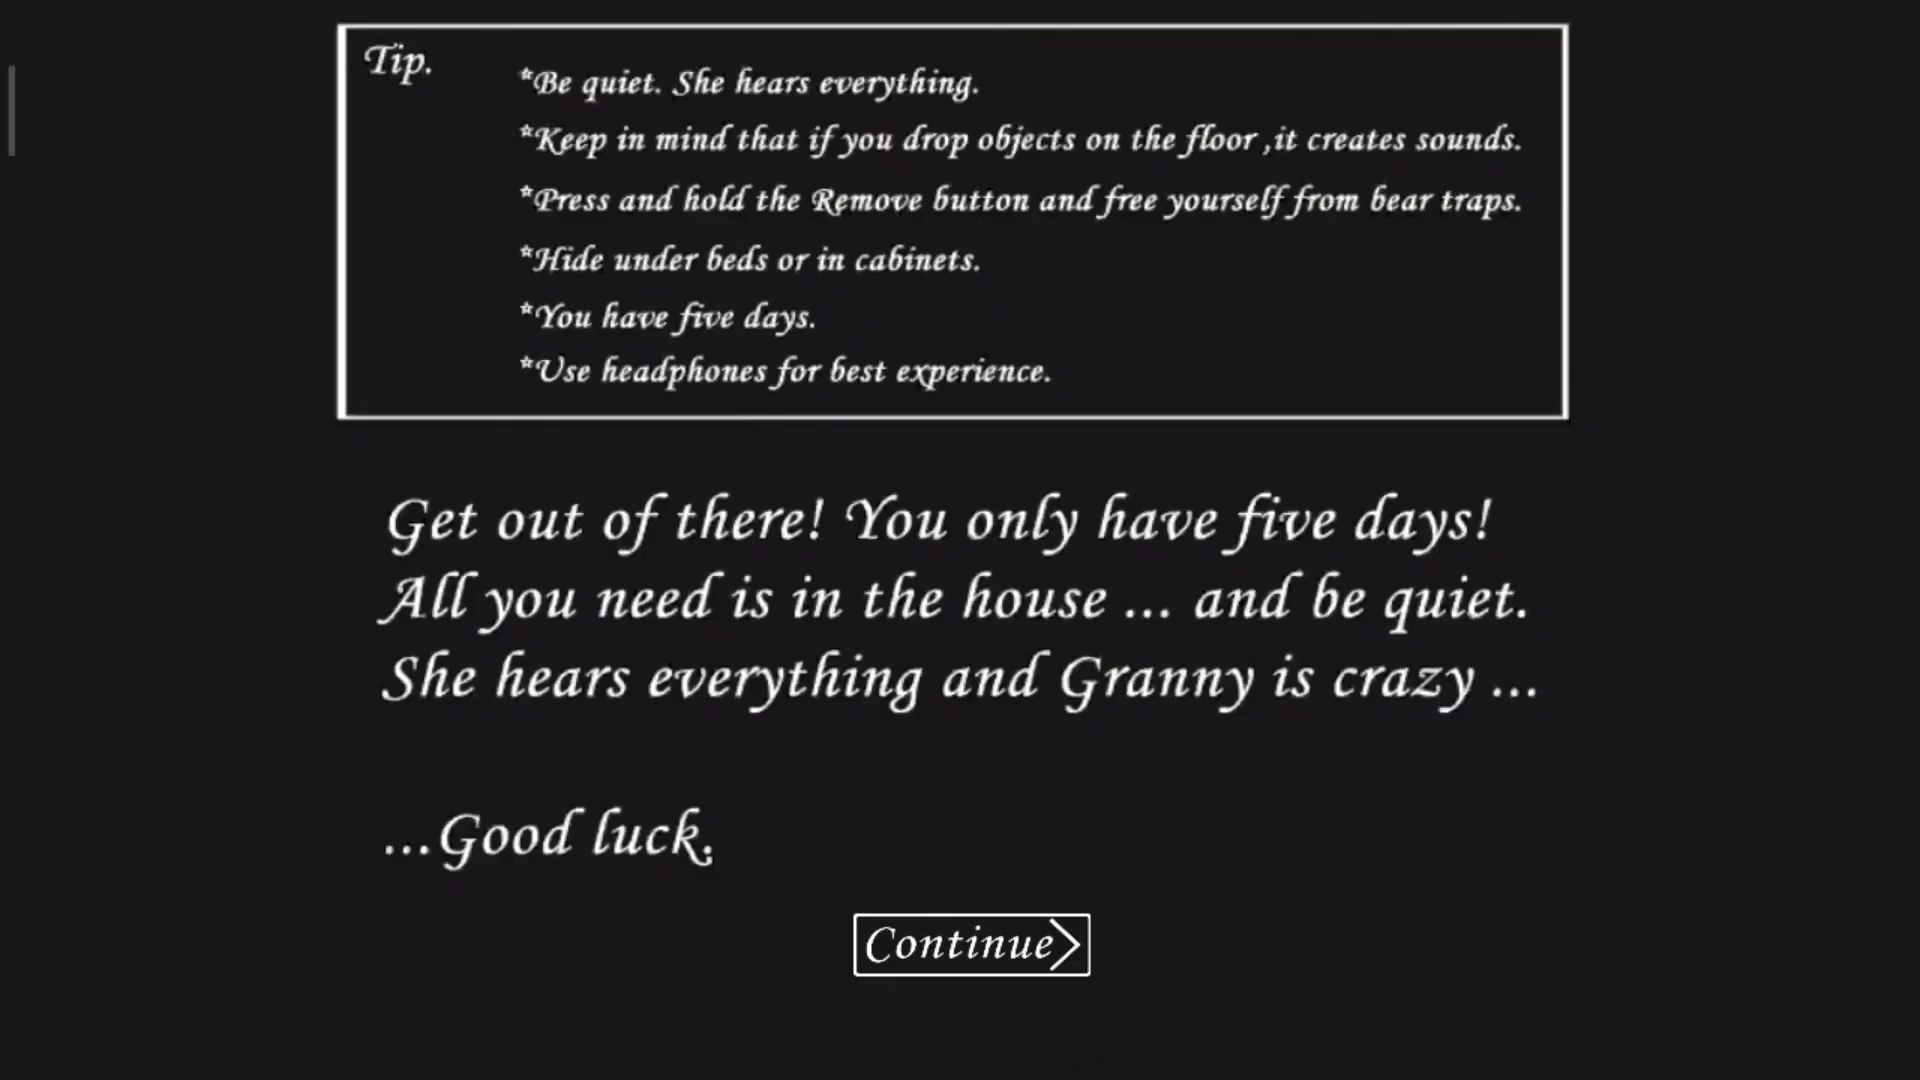 Tip.
*Be quiet. She hears everything.
*Keep in mind that if you drop objects on the floor ,it creates sounds.
*Press and hold the Remove button and free yourself from bear traps.
*Hide under beds or in cabinets.
*You have five days.
*Use headphones for best experience.
Get out of there! You only have five days!
All you need is in the house ... and be quiet.
She hears everything and Granny is crazy ...
...Good luck.
Continue>